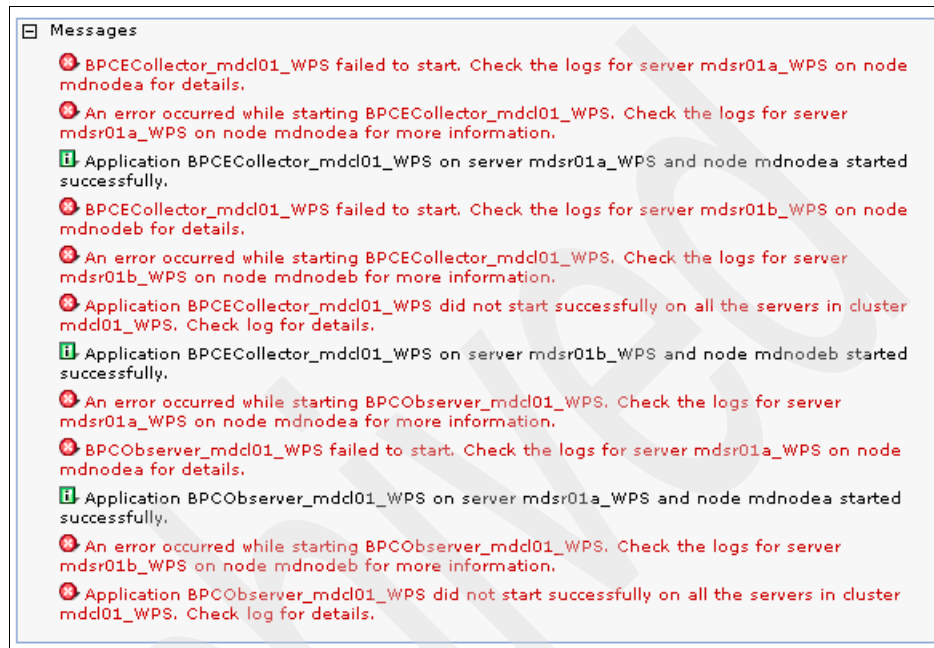 Messages
BPCECollector_mdcl01_WPS failed to start. Check the logs for server mdsr01a_WPS on node
mdnodea for details.
An error occurred while starting BPCECollector_mdcl01_WPS. Check the logs for server
mdsr01a_WPS on node mdnodea for more information.
Application BPCECollector_mdcl01_WPS on server mdsr01a_WPS and node mdnodea started
successfully.
BPCECollector_mdcl01_WPS failed to start. Check the logs for server mdsr01b_WPS on node
mdnodeb for details.
An error occurred while starting BPCECollector_mdcl01_WPS. Check the logs for server
mdsr01b_WPS on node mdnodeb for more information.
Application BPCECollector_mdcl01_WPS did not start successfully on all the servers in cluster
mdcl01_WPS. Check log for details.
Application BPCECollector_mdcl01_WPS on server mdsr01b_WPS and node mdnodeb started
successfully.
An error occurred while starting BPCObserver_mdcl01_WPS. Check the logs for server
mdsr01a_WPS on node mdnodea for more information.
BPCObserver_mdcl01_WPS failed to start. Check the logs for server mdsr01a_WPS on node
mdnodea for details.
Application BPCObserver_mdcl01_WPS on server mdsr01a_WPS and node mdnodea started
successfully.
An error occurred while starting BPCObserver_mdcl01_WPS. Check the logs for server
mdsr01b_WPS on node mdnodeb for more information.
Application BPCObserver_mdcl01_WPS did not start successfully on all the servers in cluster
mdcl01_WPS. Check log for details.